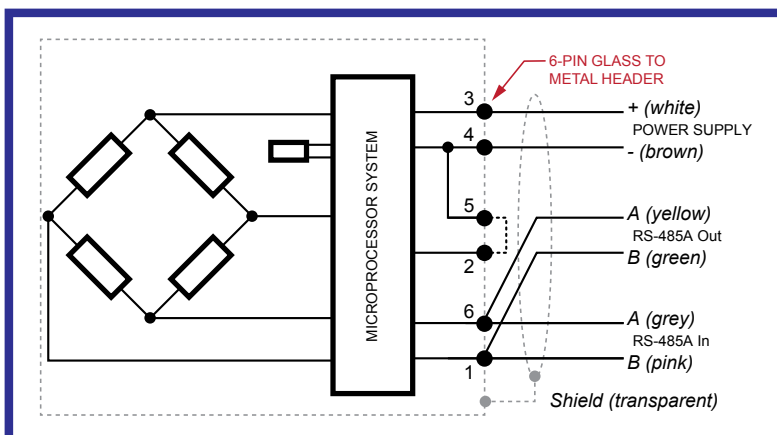 6-PIN GLASS TO
METAL HEADER
3
+ (white)
POWER SUPPLY
4
- (brown)
MICROPROCESSOR SYSTEM
5
A (yellow)
RS-485A Out
2
B (green)
6
A (grey)
RS-485A In
1
B (pink)
Shield (transparent)